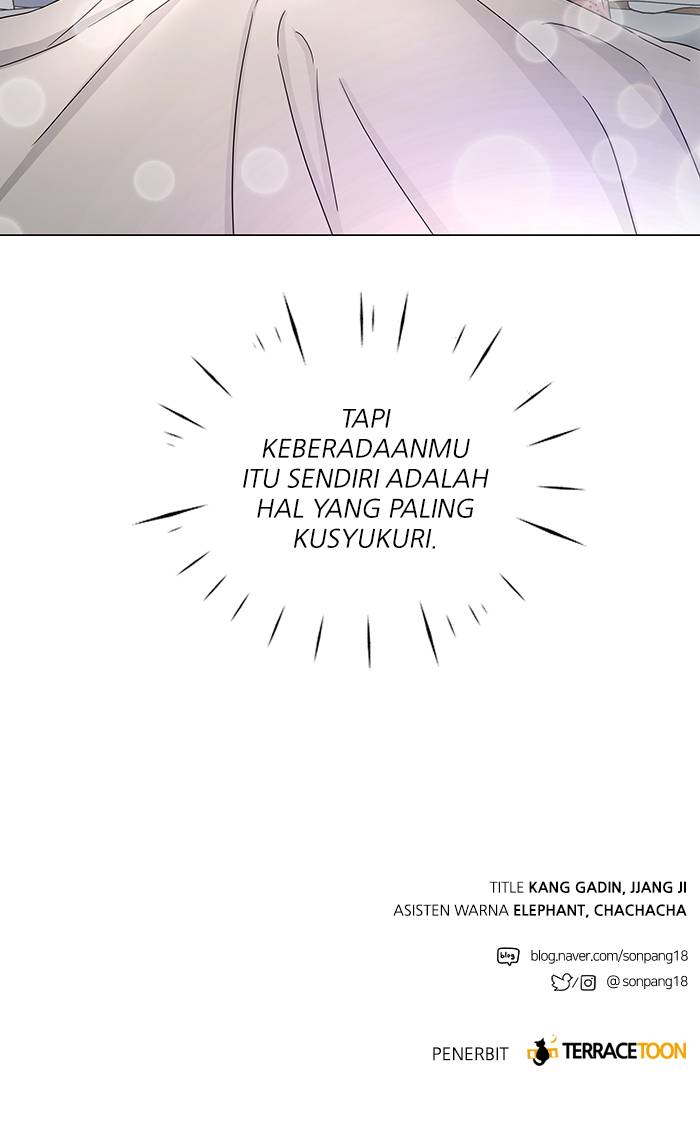 TAPI
KEBERADAANMU
ITU SENDIRI ADALAH
HAL YANG PALING
KUSYUKURI.
TITLE KANG GADIN, JJANG JI
ASISTEN WARNA ELEPHANT, CHACHACHA
blog blog.naver.com/sonpang18
/ @sonpang18
PENERBIT TERRACETOON